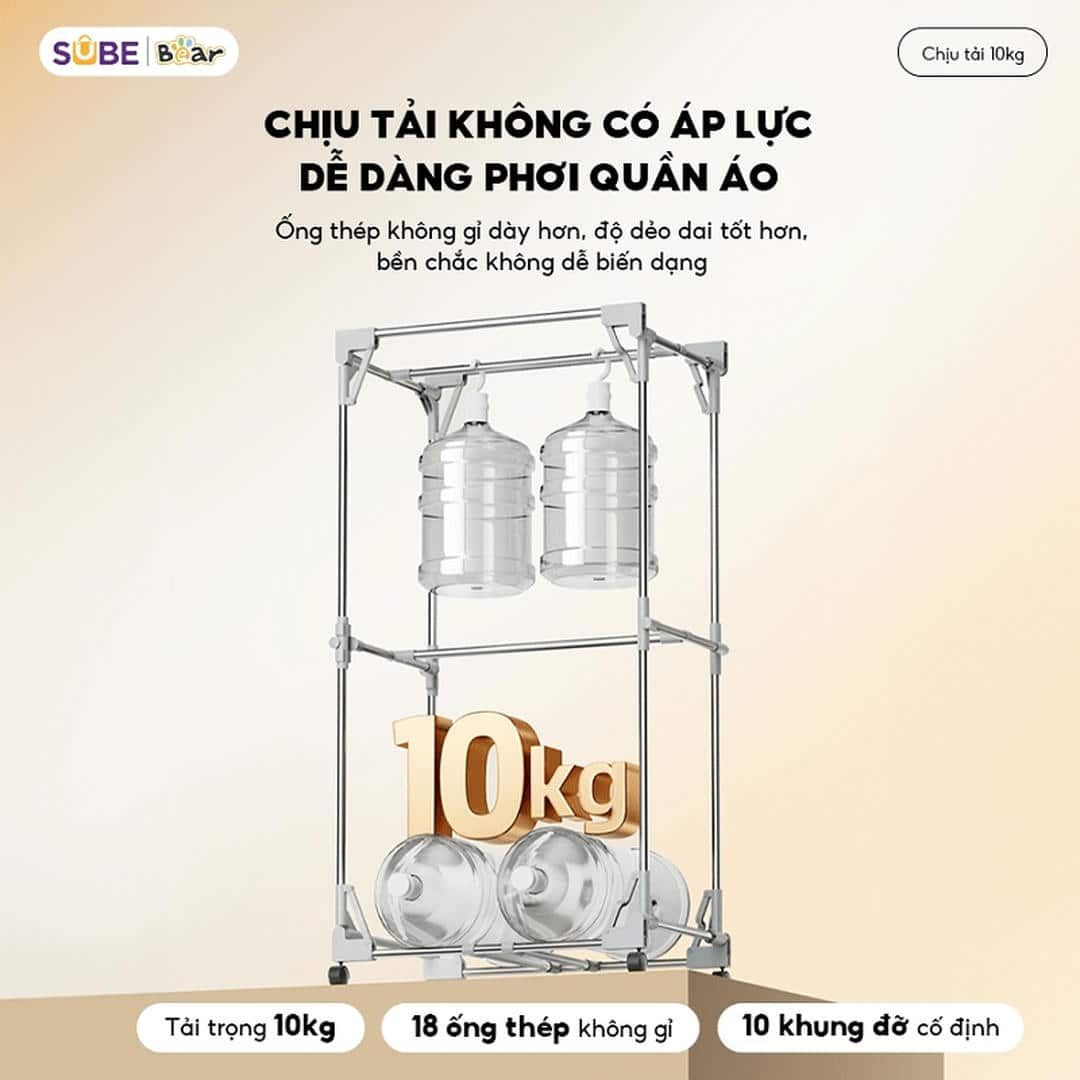 SUBE Bear
Chịu tải 10kg
CHỊU TẢI KHÔNG CÓ ÁP LỰC
DỄ DÀNG PHƠI QUẦN ÁO
Ống thép không gỉ dày hơn, độ dẻo dai tốt hơn,
bền chắc không dễ biến dạng
10kg
Tải trọng 10kg
18 ống thép không gỉ
10 khung đỡ cố định